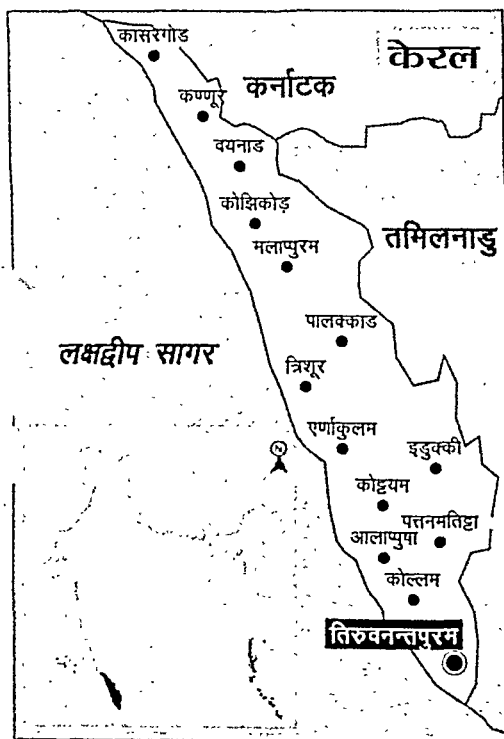 कासरगोड
केरल
कण्णूर
कर्नाटक
वयनाड
कोझिकोड़
मलाप्पुरम
तमिलनाडु
पालक्काड
लक्षद्वीप सागर
त्रिशूर
एर्णाकुलम
इडुक्की
N
कोट्टयम
पत्तनमतिट्टा
आलाप्पुषा
कोल्लम
तिरुवनन्तपुरम